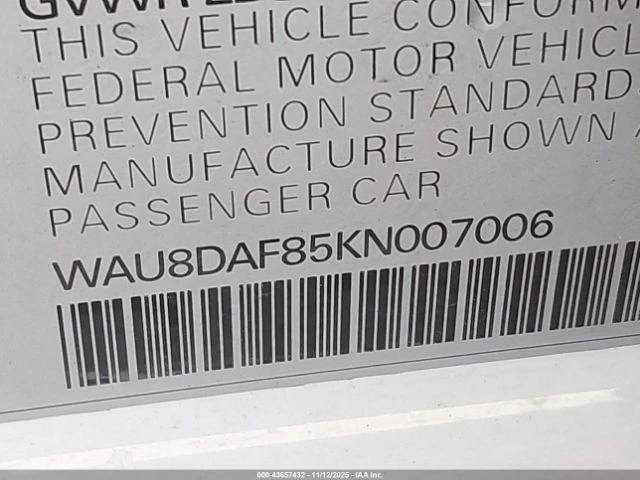 THIS VEHICLE CONFORM
FEDERAL MOTOR VEHICL
PREVENTION STANDARD
MANUFACTURE SHOWN
PASSENGER CAR
WAU8DAF85KN007006
000-43657432 - 11/12/2025 - IAA Inc.